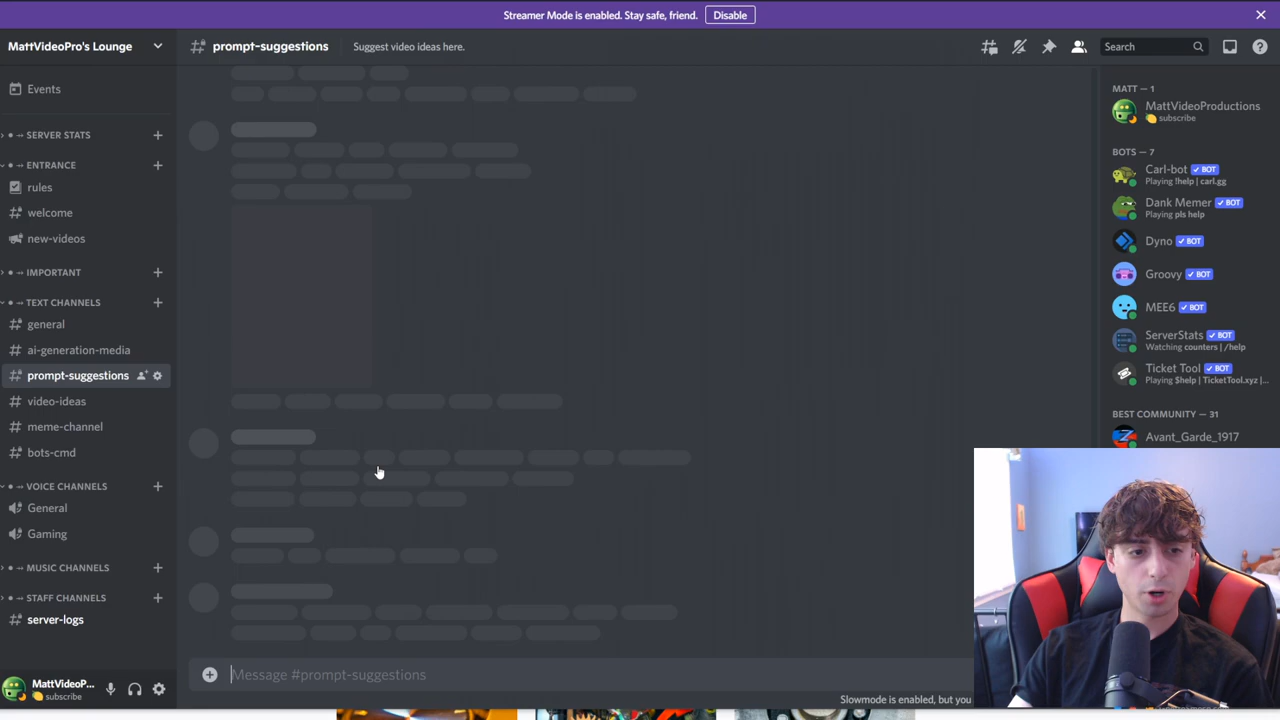 Streamer Mode is enabled. Stay safe, friend.
Disable
MattVideoPro's Lounge
prompt-suggestions
Suggest video ideas here.
Search
Events
SERVER STATS
ENTRANCE
rules
welcome
new-videos
IMPORTANT
TEXT CHANNELS
general
ai-generation-media
prompt-suggestions
video-ideas
meme-channel
bots-cmd
VOICE CHANNELS
General
Gaming
MUSIC CHANNELS
STAFF CHANNELS
server-logs
MattVideoP...
subscribe
Message #prompt-suggestions
Slowmode is enabled, but you
MATT — 1
MattVideoProductions
subscribe
BOTS — 7
Carl-bot BOT
Playing !help | carl.gg
Dank Memer BOT
Playing pls help
Dyno BOT
Groovy BOT
MEE6 BOT
ServerStats BOT
Watching counters | /help
Ticket Tool BOT
Playing $help | TicketTool.xyz |...
BEST COMMUNITY — 31
Avant_Garde_1917